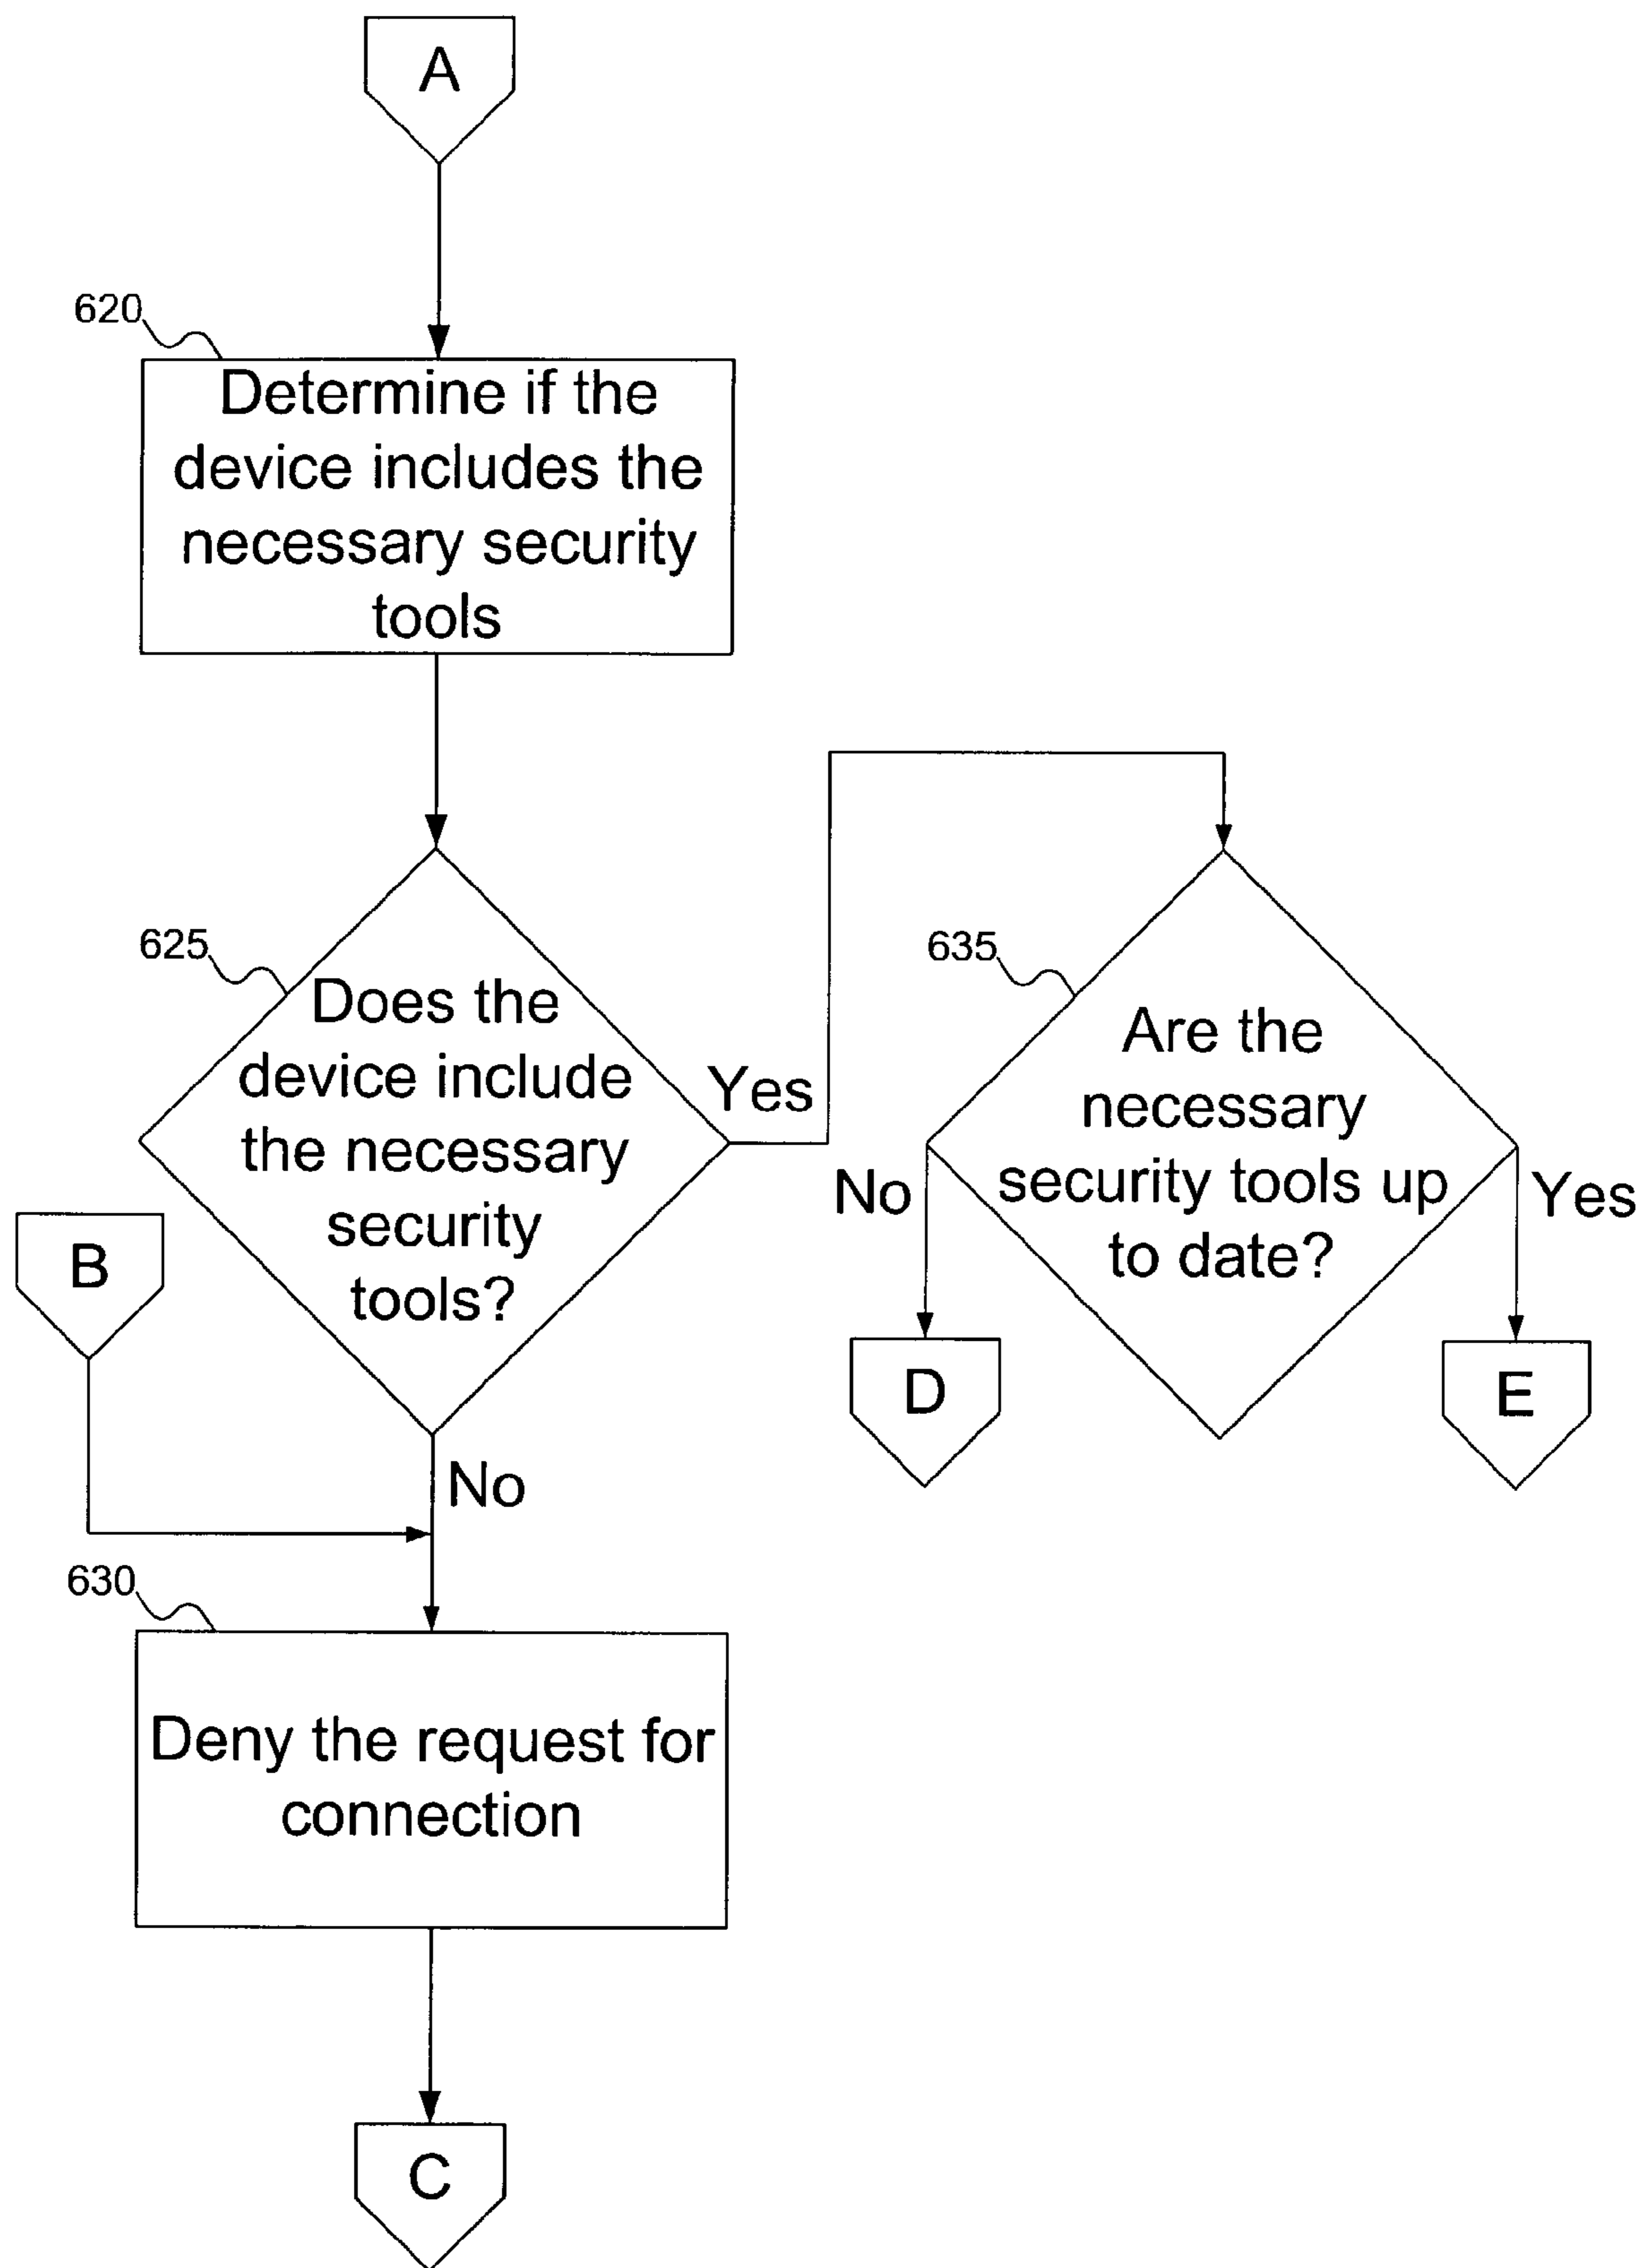 A
620
Determine if the
device includes the
necessary security
tools
625
Does the
device include
the necessary
security
tools?
Yes
No
635
Are the
necessary
security tools up
to date?
No
Yes
B
D
E
630
Deny the request for
connection
C